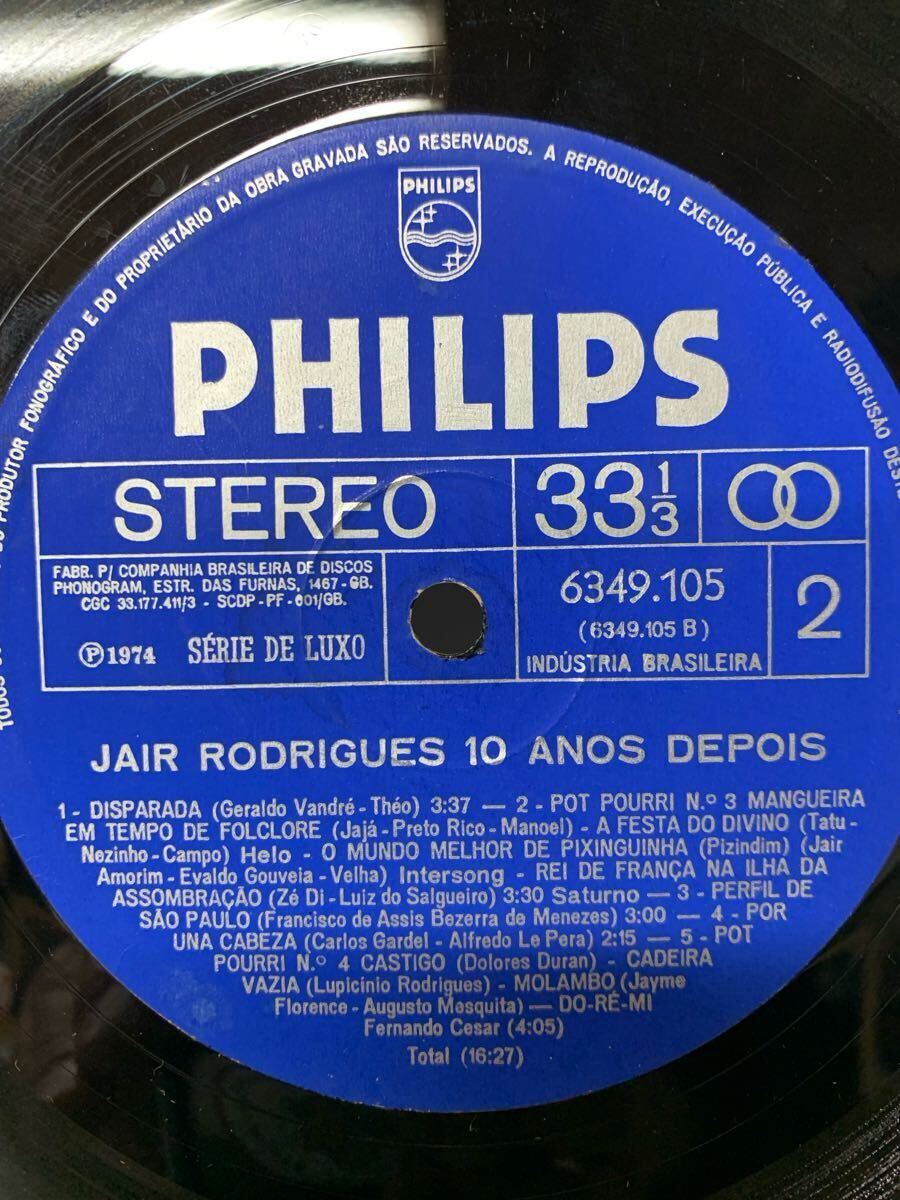 TODOS OS
DO PRODUTOR FONOGRÁFICO E DO PROPRIETÁRIO DA OBRA GRAVADA SÃO RESERVADOS. A REPRODUÇÃO, EXECUÇÃO PÚBLICA E RADIODIFUSÃO
PHILIPS
PHILIPS
STEREO
33 1/3
FABR. P/ COMPANHIA BRASILEIRA DE DISCOS
PHONOGRAM, ESTR. DAS FURNAS, 1467-GB.
CGC 33.177.411/3 - SCDP-PF-001/GB.
℗1974 SÉRIE DE LUXO
6349.105
(6349.105 B)
INDÚSTRIA BRASILEIRA
2
JAIR RODRIGUES 10 ANOS DEPOIS
1 - DISPARADA (Geraldo Vandré - Théo) 3:37 — 2 - POT POURRI N.º 3 MANGUEIRA
EM TEMPO DE FOLCLORE (Jajá-Preto Rico-Manoel) - A FESTA DO DIVINO (Tatu-
Nezinho-Campo) Helo - O MUNDO MELHOR DE PIXINGUINHA (Pizindim) (Jair
Amorim - Evaldo Gouveia - Velha) Intersong - REI DE FRANÇA NA ILHA DA
ASSOMBRAÇÃO (Zé Di - Luiz do Salgueiro) 3:30 Saturno — 3 - PERFIL DE
SÃO PAULO (Francisco de Assis Bezerra de Menezes) 3:00 — 4 - POR
UNA CABEZA (Carlos Gardel - Alfredo Le Pera) 2:15 — 5 - POT
POURRI N.º 4 CASTIGO (Dolores Duran) - CADEIRA
VAZIA (Lupicinio Rodrigues) - MOLAMBO (Jayme
Florence - Augusto Mesquita) — DO-RÉ-MI
Fernando Cesar (4:05)
Total (16:27)